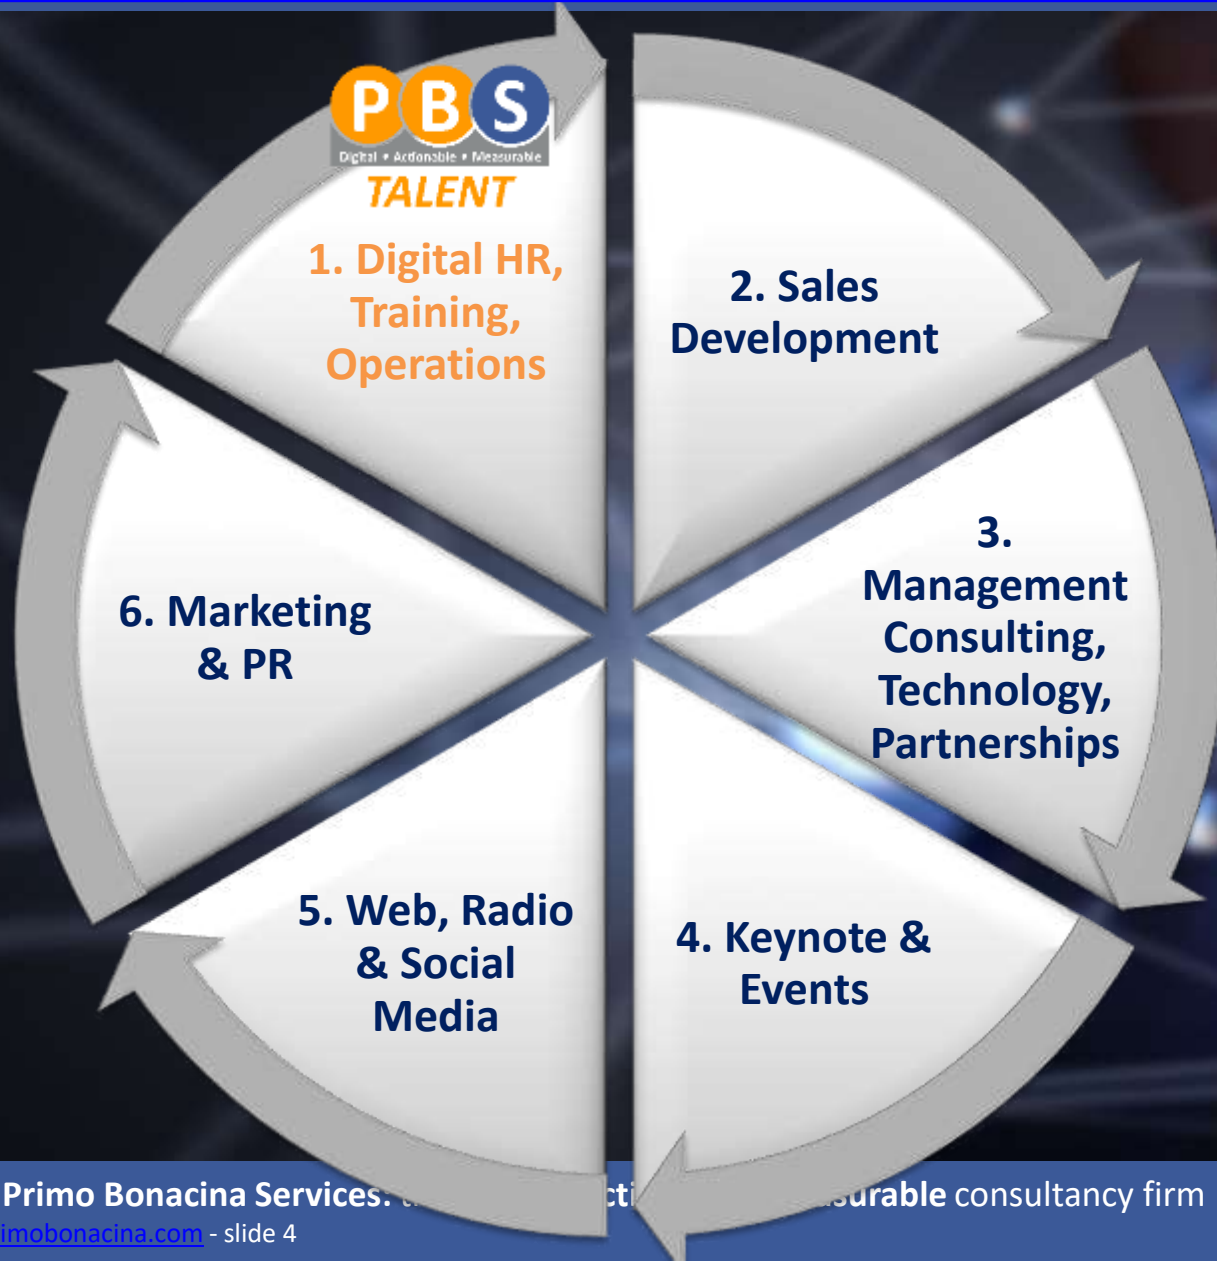 P B S
Digital • Actionable • Measurable
TALENT
1. Digital HR,
Training,
Operations
2. Sales
Development
3.
Management
Consulting,
Technology,
Partnerships
4. Keynote &
Events
5. Web, Radio
& Social
Media
6. Marketing
& PR
Primo Bonacina Services: consultancy firm
imobonacina.com - slide 4